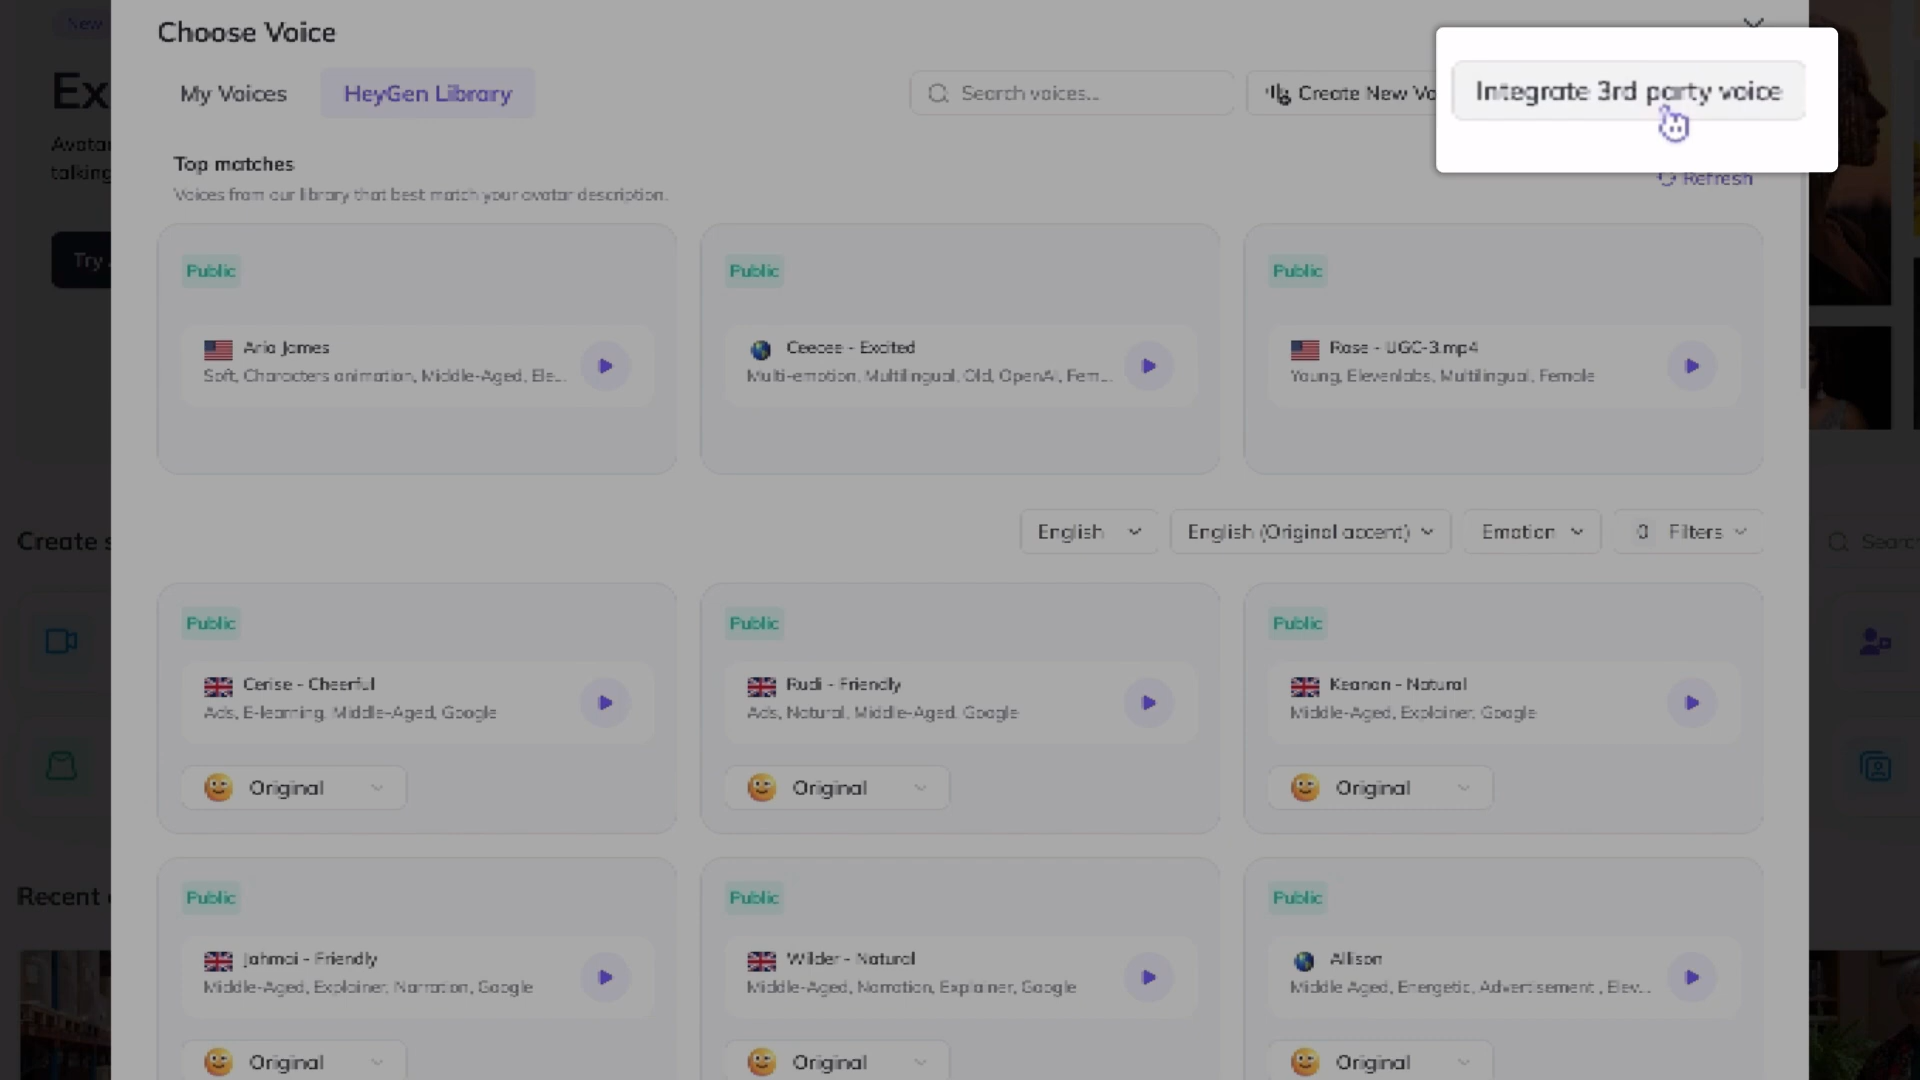 New
Ex
Avatar
talking
Try
Create s
Recent
Choose Voice
My Voices
HeyGen Library
Search voices...
Create New Vo
Integrate 3rd party voice
Top matches
Voices from our library that best match your avatar description.
Refresh
Public
Aria James
Soft, Characters animation, Middle-Aged, Ele...
Public
Ceecee - Excited
Multi-emotion, Multilingual, Old, OpenAI, Fem...
Public
Rose - UGC-3.mp4
Young, Elevenlabs, Multilingual, Female
English
English (Original accent)
Emotion
0 Filters
Search
Public
Cerise - Cheerful
Ads, E-learning, Middle-Aged, Google
Original
Public
Rudi - Friendly
Ads, Natural, Middle-Aged, Google
Original
Public
Keanan - Natural
Middle-Aged, Explainer, Google
Original
Public
Jahmai - Friendly
Middle-Aged, Explainer, Narration, Google
Original
Public
Wilder - Natural
Middle-Aged, Narration, Explainer, Google
Original
Public
Allison
Middle Aged, Energetic, Advertisement , Elev...
Original